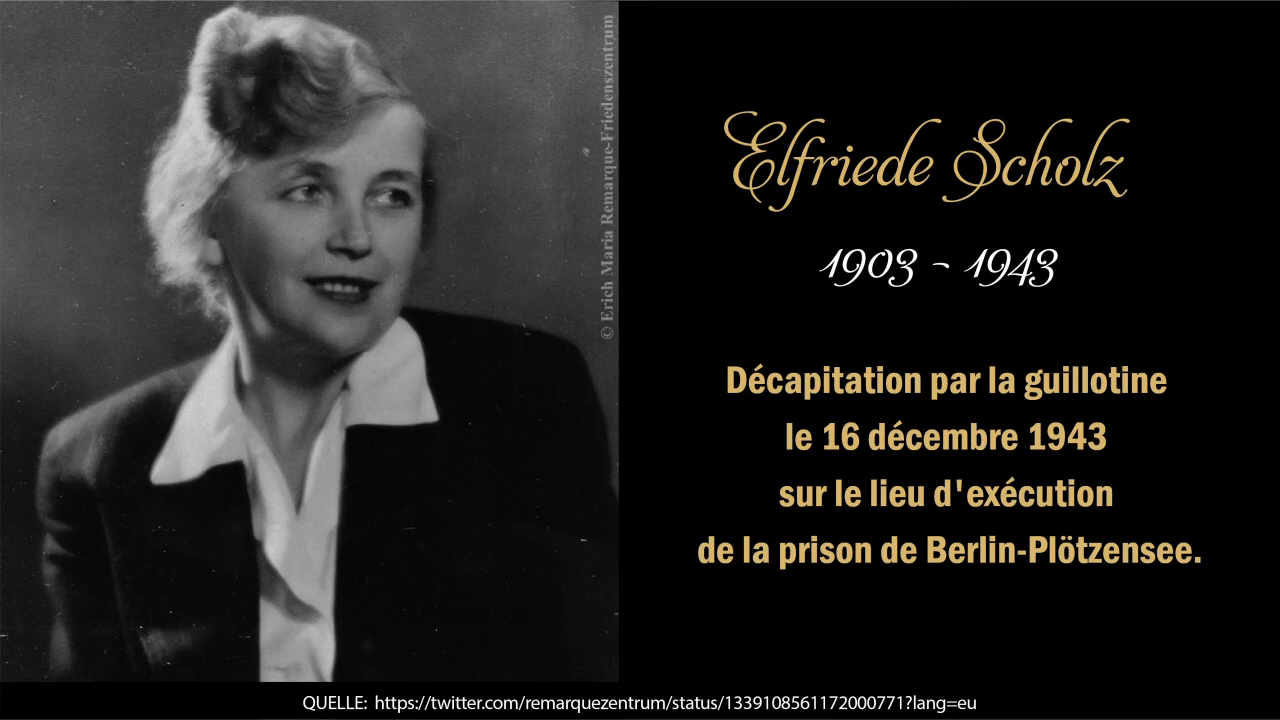 © Erich Maria Remarque-Friedenszentrum
Elfriede Scholz
1903 - 1943
Décapitation par la guillotine
le 16 décembre 1943
sur le lieu d'exécution
de la prison de Berlin-Plötzensee.
QUELLE: https://twitter.com/remarquezentrum/status/1339108561172000771?lang=eu